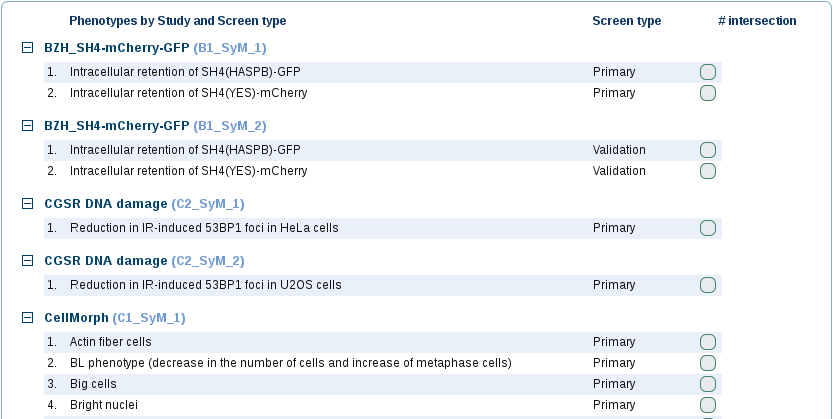 Phenotypes by Study and Screen type Screen type # intersection
BZH_SH4-mCherry-GFP (B1_SyM_1)
1. Intracellular retention of SH4(HASPB)-GFP Primary
2. Intracellular retention of SH4(YES)-mCherry Primary
BZH_SH4-mCherry-GFP (B1_SyM_2)
1. Intracellular retention of SH4(HASPB)-GFP Validation
2. Intracellular retention of SH4(YES)-mCherry Validation
CGSR DNA damage (C2_SyM_1)
1. Reduction in IR-induced 53BP1 foci in HeLa cells Primary
CGSR DNA damage (C2_SyM_2)
1. Reduction in IR-induced 53BP1 foci in U2OS cells Primary
CellMorph (C1_SyM_1)
1. Actin fiber cells Primary
2. BL phenotype (decrease in the number of cells and increase of metaphase cells) Primary
3. Big cells Primary
4. Bright nuclei Primary